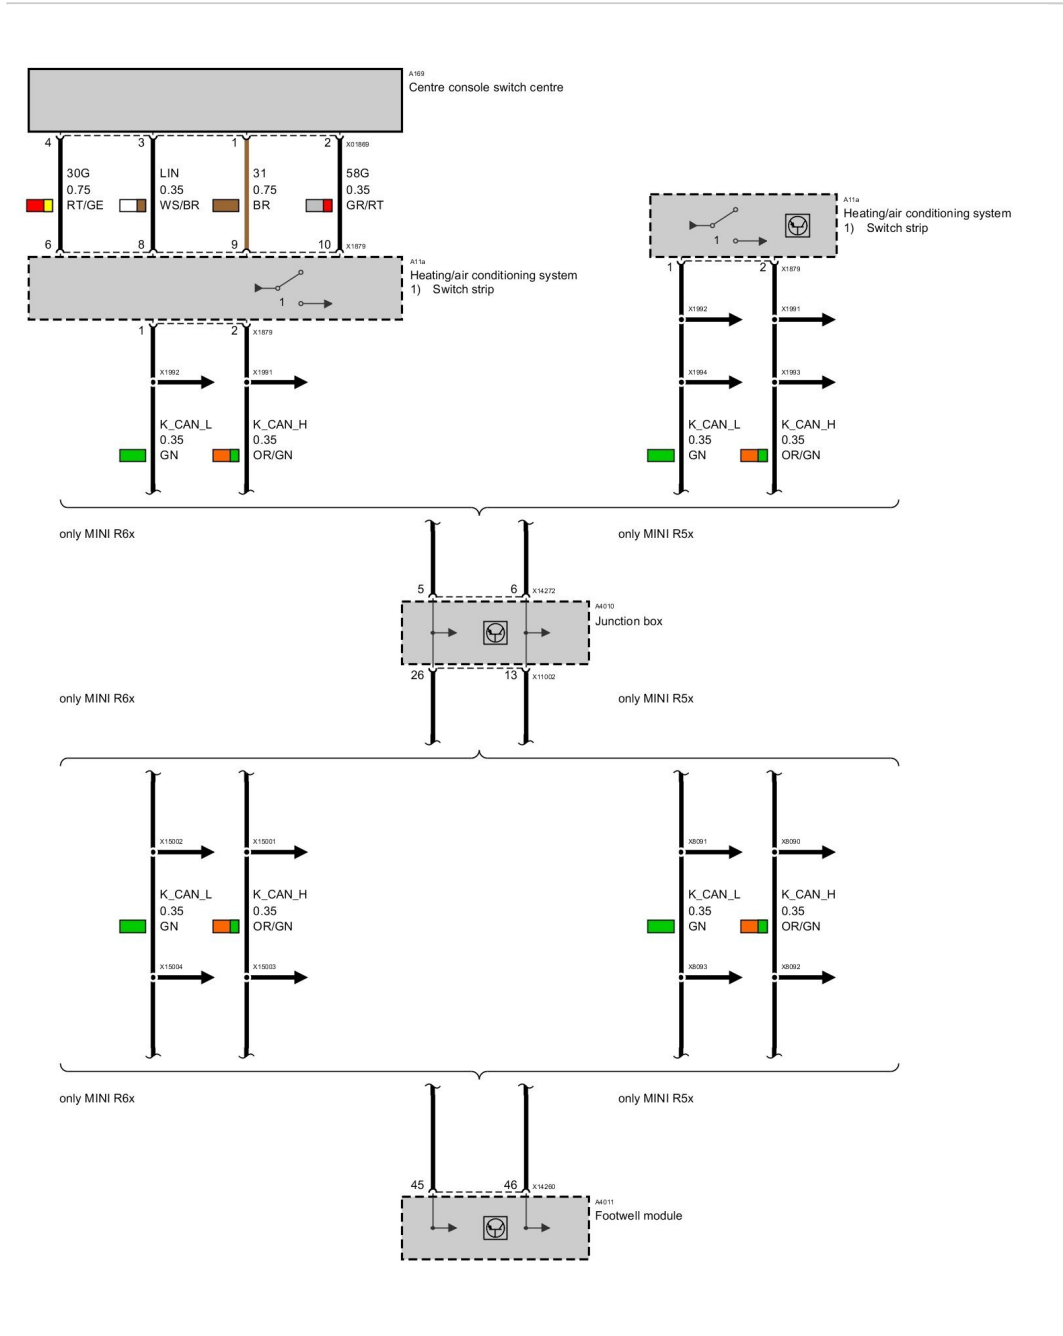 A169
Centre console switch centre
4 3 1 2 X01869
30G LIN 31 58G
0.75 0.35 0.75 0.35
RT/GE WS/BR BR GR/RT
6 8 9 10 X1879
A11a
Heating/air conditioning system
1) Switch strip
1
1 2 X1879
X1992 X1991
K_CAN_L K_CAN_H
0.35 0.35
GN OR/GN
A11a
Heating/air conditioning system
1) Switch strip
1
1 2 X1879
X1992 X1991
X1994 X1993
K_CAN_L K_CAN_H
0.35 0.35
GN OR/GN
only MINI R6x only MINI R5x
5 6 X14272
A4010
Junction box
26 13 X11002
only MINI R6x only MINI R5x
X15002 X15001 X8091 X8090
K_CAN_L K_CAN_H K_CAN_L K_CAN_H
0.35 0.35 0.35 0.35
GN OR/GN GN OR/GN
X15004 X15003 X8093 X8092
only MINI R6x only MINI R5x
45 46 X14260
A4011
Footwell module